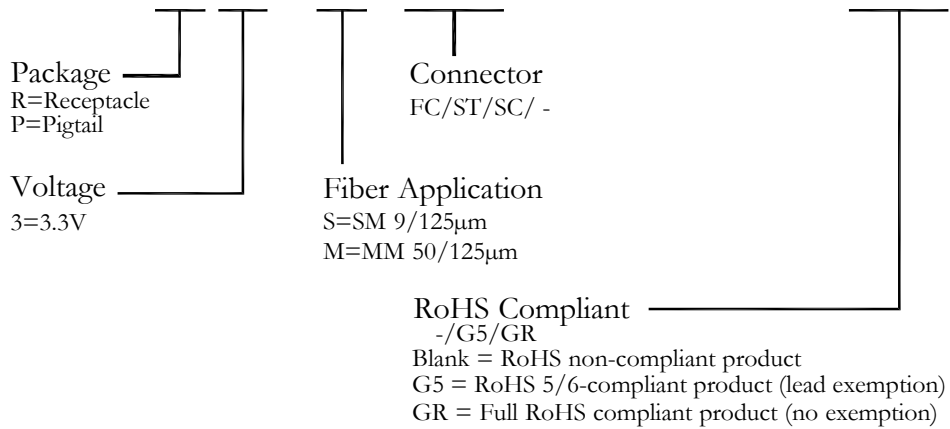 Package
R=Receptacle
P=Pigtail
Connector
FC/ST/SC/ -
Voltage
3=3.3V
Fiber Application
S=SM 9/125μm
M=MM 50/125μm
RoHS Compliant
-/G5/GR
Blank = RoHS non-compliant product
G5 = RoHS 5/6-compliant product (lead exemption)
GR = Full RoHS compliant product (no exemption)